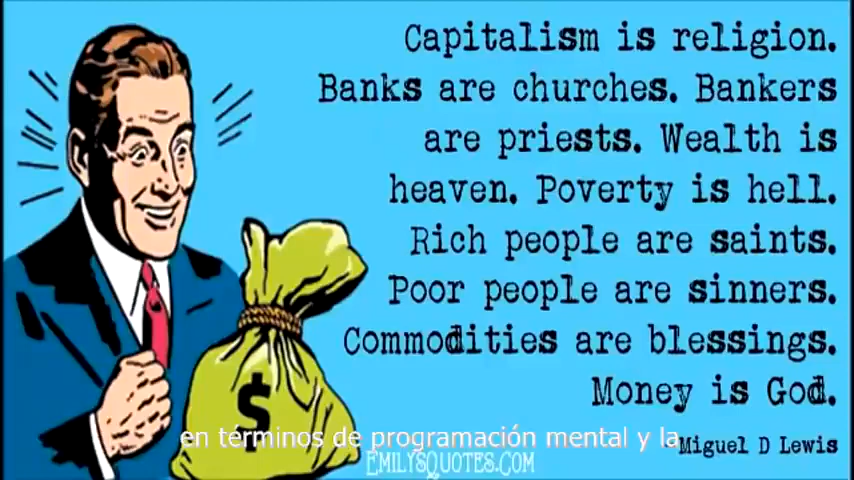 Capitalism is religion.
Banks are churches. Bankers
are priests. Wealth is
heaven. Poverty is hell.
Rich people are saints.
Poor people are sinners.
Commodities are blessings.
Money is God.
$
en términos de programación mental y la
-Miguel D Lewis
EmilysQuotes.Com